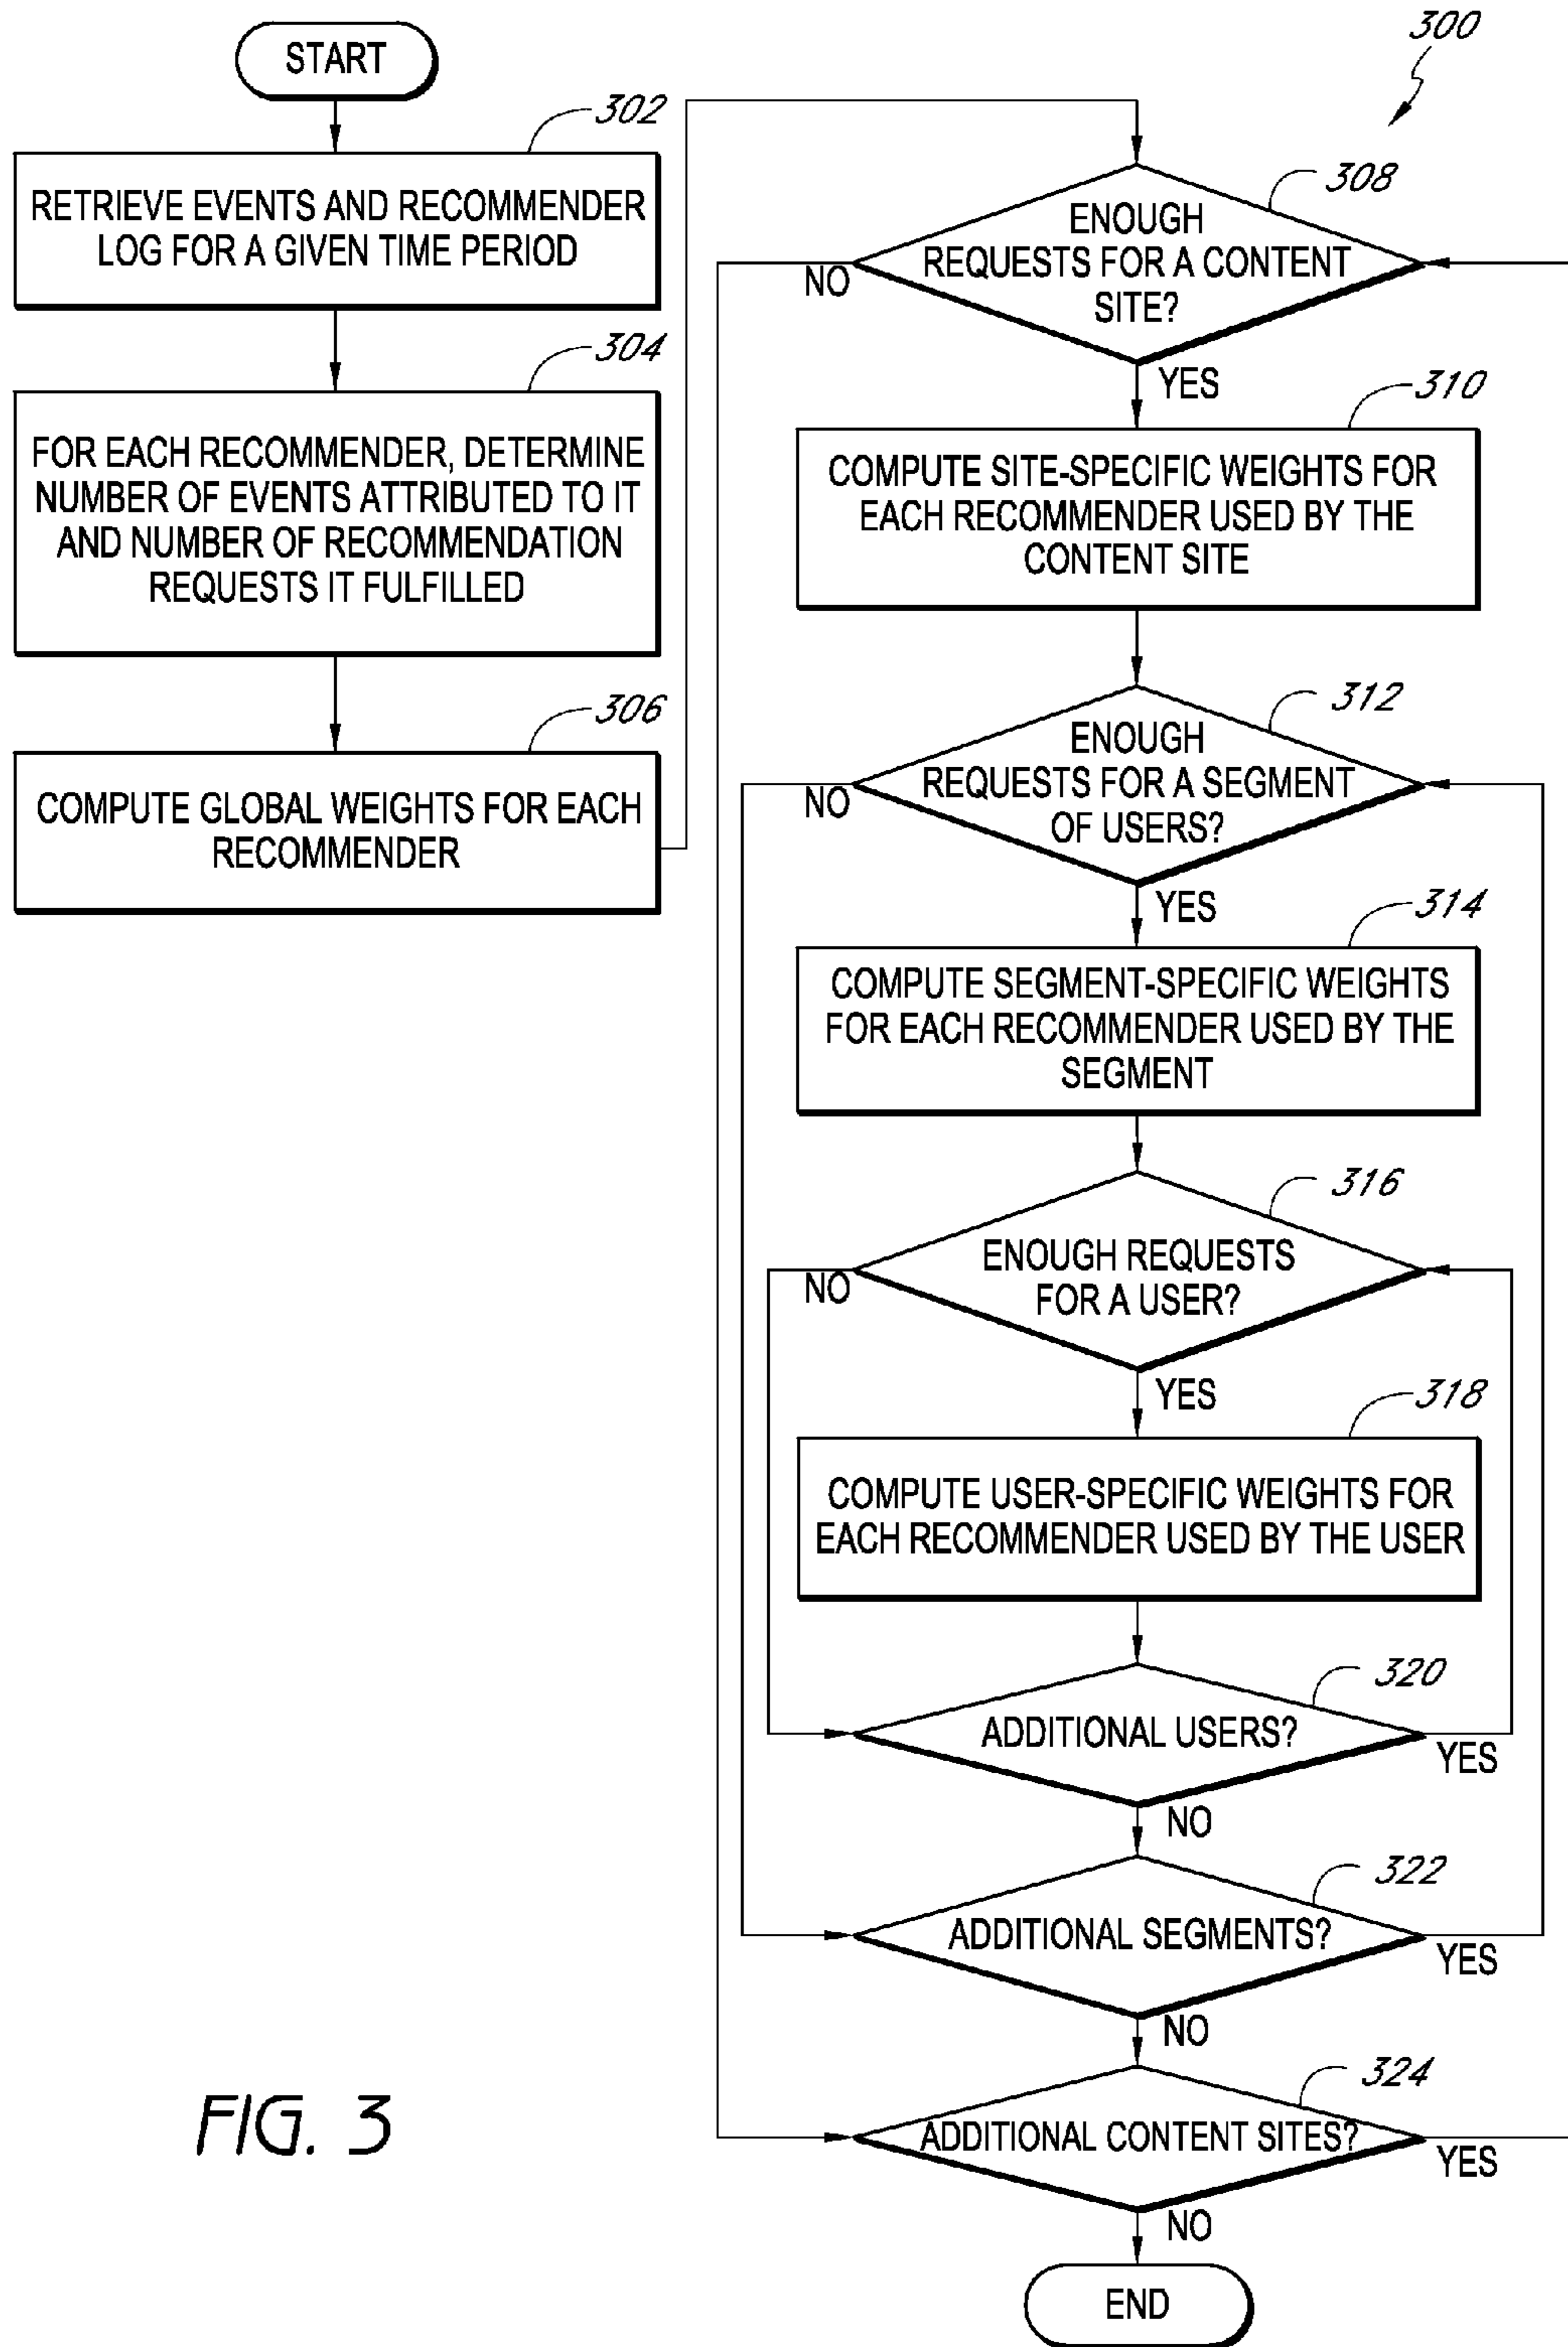 START
302
RETRIEVE EVENTS AND RECOMMENDER
LOG FOR A GIVEN TIME PERIOD
304
FOR EACH RECOMMENDER, DETERMINE
NUMBER OF EVENTS ATTRIBUTED TO IT
AND NUMBER OF RECOMMENDATION
REQUESTS IT FULFILLED
306
COMPUTE GLOBAL WEIGHTS FOR EACH
RECOMMENDER
300
308
ENOUGH
REQUESTS FOR A CONTENT
SITE?
NO
YES
310
COMPUTE SITE-SPECIFIC WEIGHTS FOR
EACH RECOMMENDER USED BY THE
CONTENT SITE
312
ENOUGH
REQUESTS FOR A SEGMENT
OF USERS?
NO
YES
314
COMPUTE SEGMENT-SPECIFIC WEIGHTS
FOR EACH RECOMMENDER USED BY THE
SEGMENT
316
ENOUGH REQUESTS
FOR A USER?
NO
YES
318
COMPUTE USER-SPECIFIC WEIGHTS FOR
EACH RECOMMENDER USED BY THE USER
320
ADDITIONAL USERS?
YES
NO
322
ADDITIONAL SEGMENTS?
YES
NO
324
ADDITIONAL CONTENT SITES?
YES
NO
END
FIG. 3